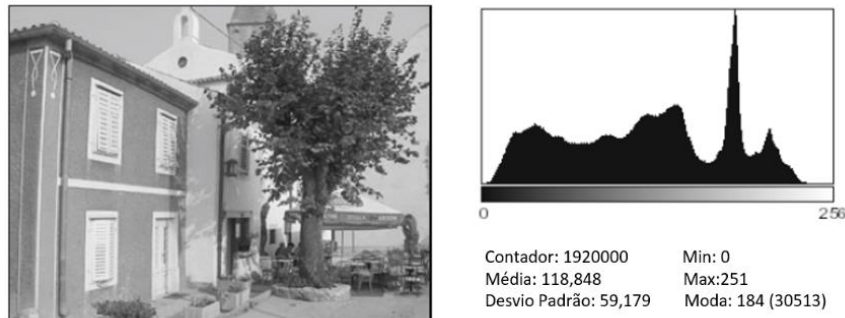 0 256
Contador: 1920000 Min: 0
Média: 118,848 Max:251
Desvio Padrão: 59,179 Moda: 184 (30513)